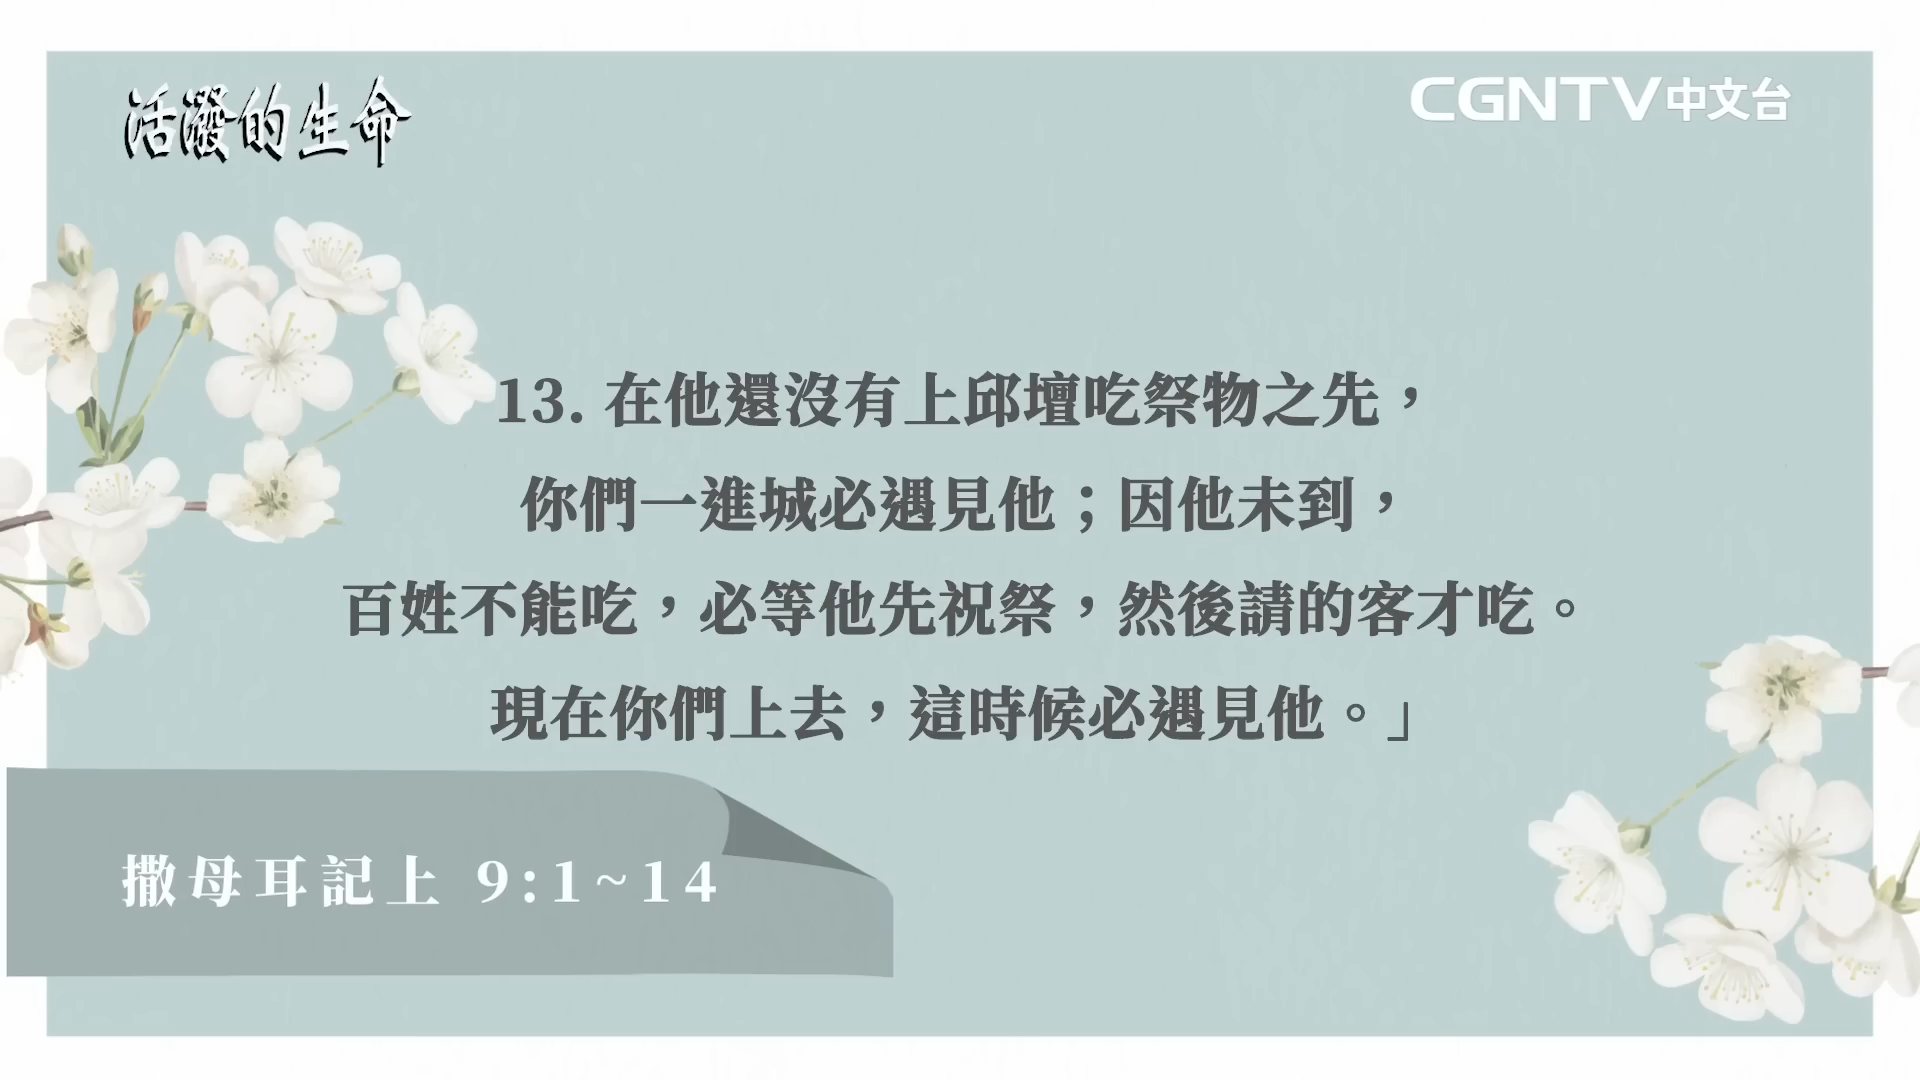 活潑的生命
CGNTV中文台
13. 在他還沒有上邱壇吃祭物之先，
你們一進城必遇見他；因他未到，
百姓不能吃，必等他先祝祭，然後請的客才吃。
現在你們上去，這時候必遇見他。」
撒母耳記上 9:1~14